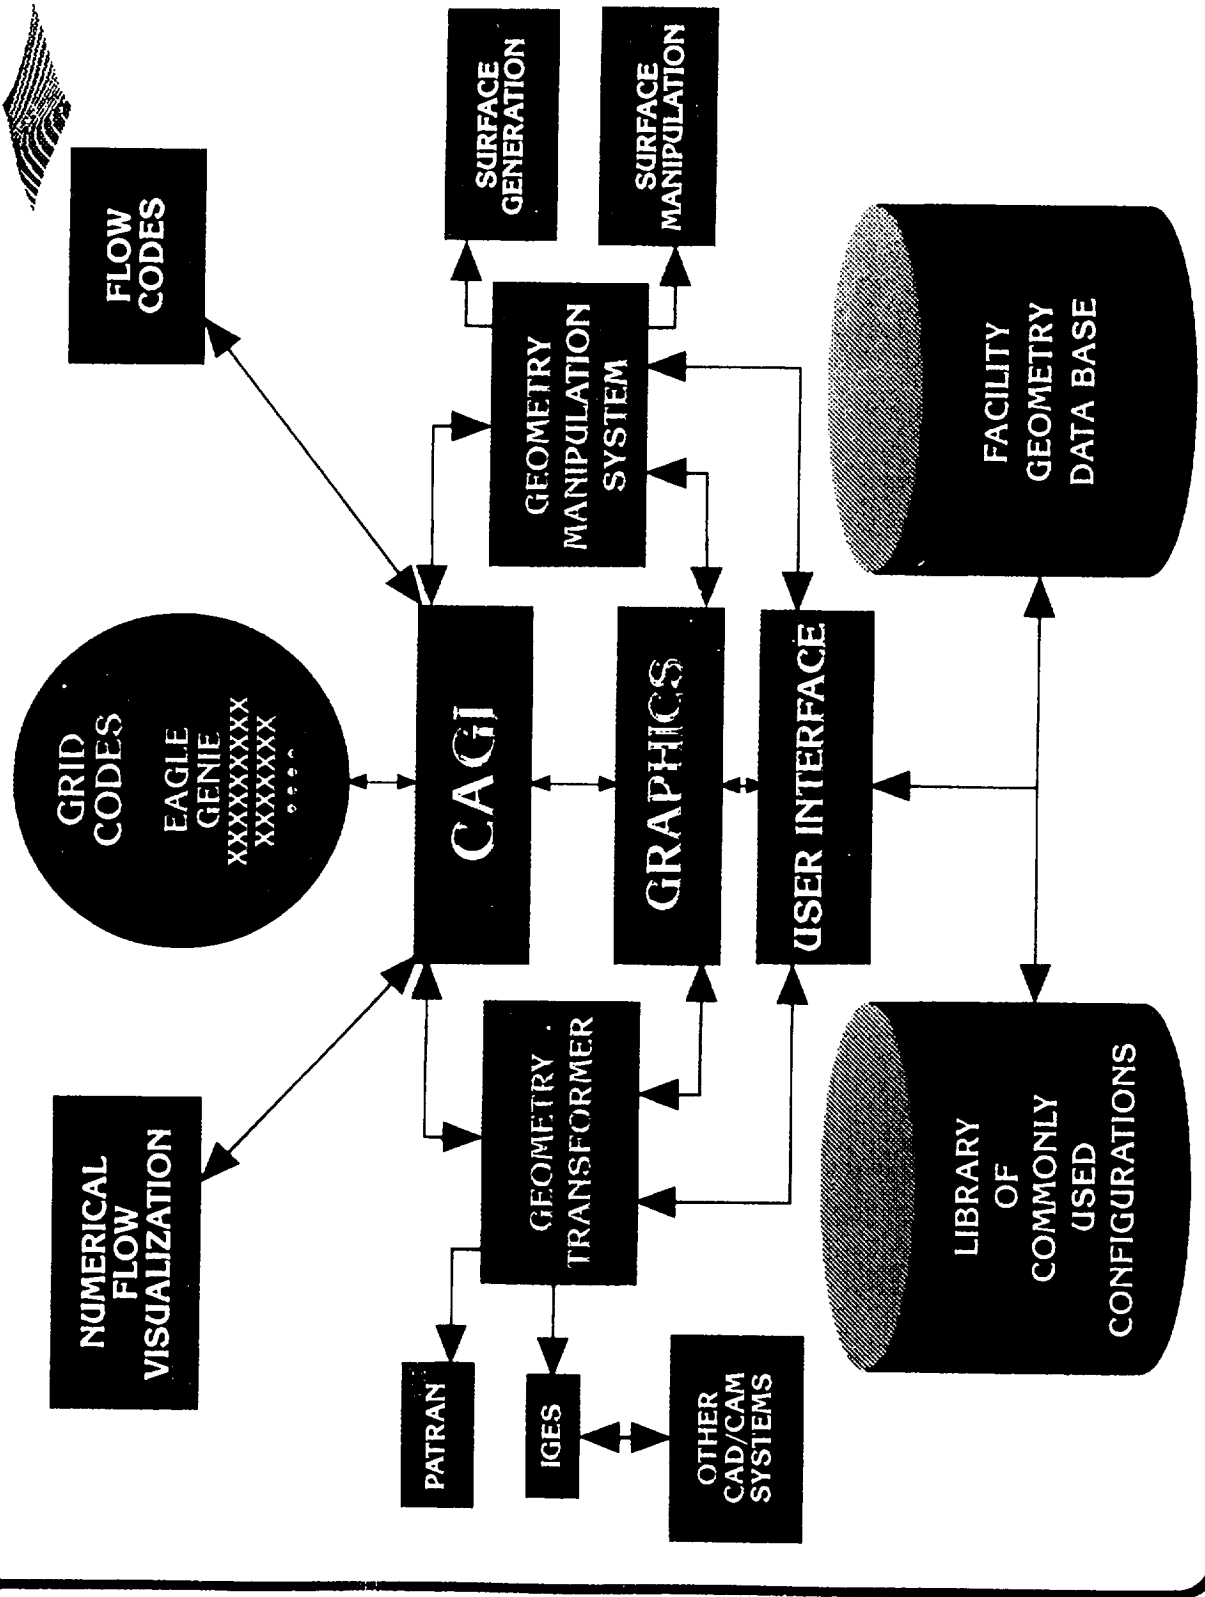 NUMERICAL
FLOW
VISUALIZATION
GRID
CODES
EAGLE
GENIE
XXXXXXXXX
XXXXXXX
FLOW
CODES
PATRAN
IGES
OTHER
CAD/CAM
SYSTEMS
GEOMETRY
TRANSFORMER
CAGI
GRAPHICS
USER INTERFACE
GEOMETRY
MANIPULATION
SYSTEM
SURFACE
GENERATION
SURFACE
MANIPULATION
LIBRARY
OF
COMMONLY
USED
CONFIGURATIONS
FACILITY
GEOMETRY
DATA BASE